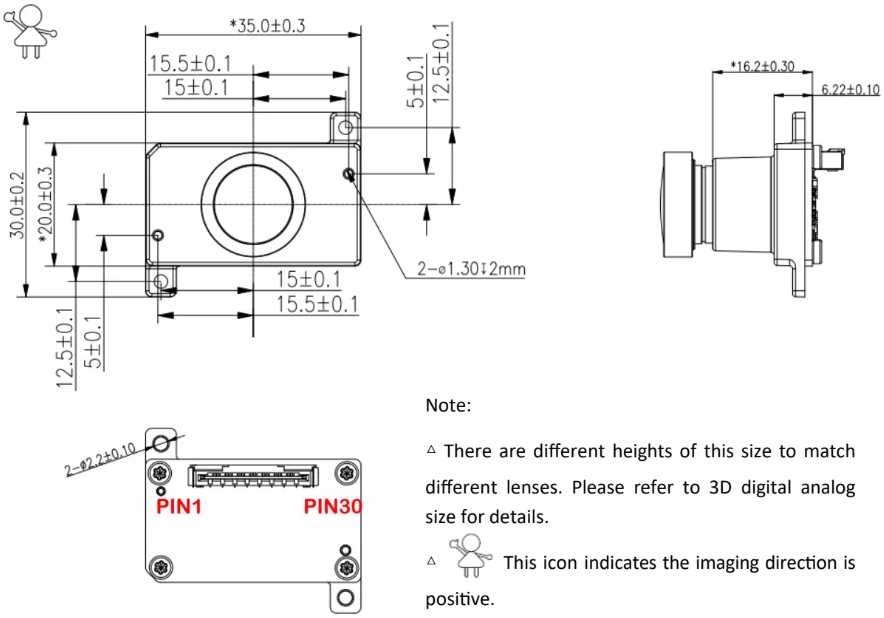 *35.0±0.3
15.5±0.1
15±0.1
5±0.1
12.5±0.1
30.0±0.2
*20.0±0.3
2-ø1.30↧2mm
15±0.1
15.5±0.1
12.5±0.1
5±0.1
*16.2±0.30
6.22±0.10
2-ø2.2±0.10
PIN1
PIN30
Note:
△ There are different heights of this size to match
different lenses. Please refer to 3D digital analog
size for details.
△ This icon indicates the imaging direction is
positive.